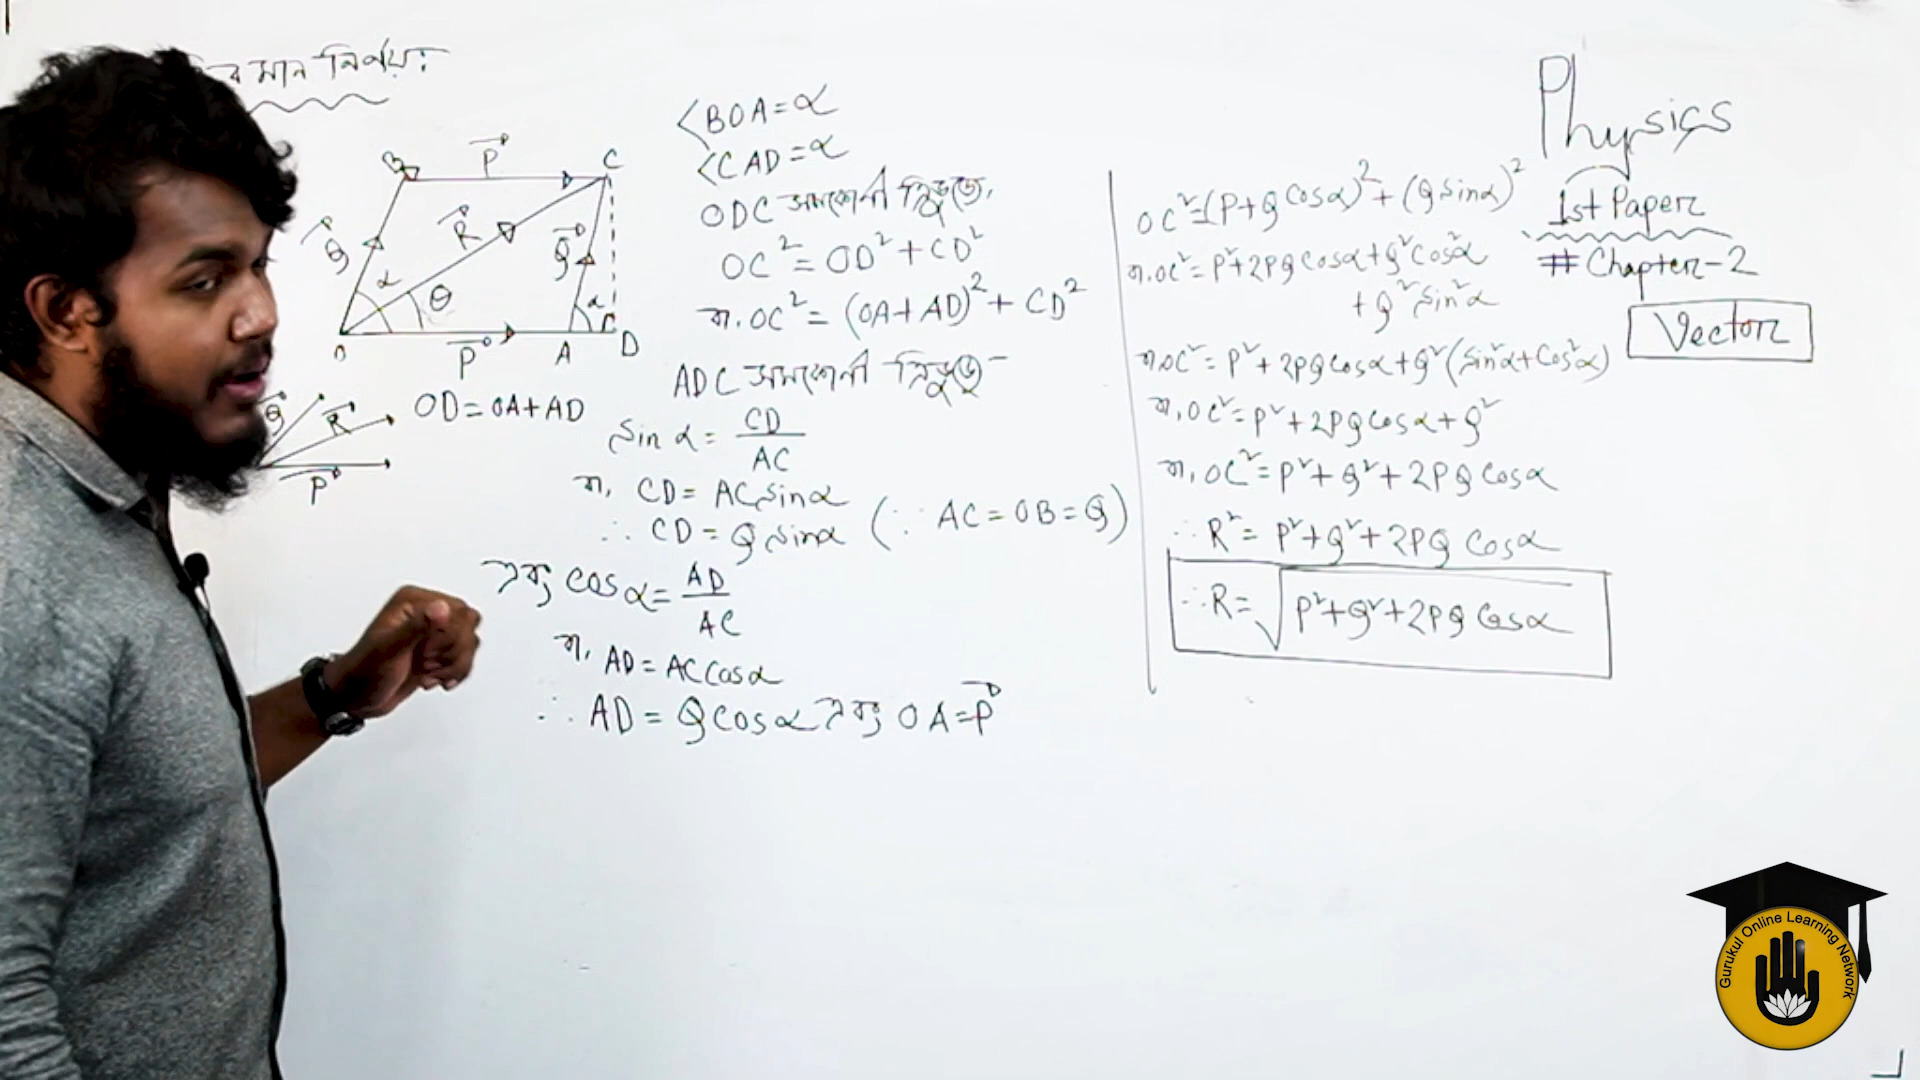 মান নির্ণয়:
B P C
Q R Q
α θ α
O P A D
Q R
P
OD = OA + AD
<BOA = α
<CAD = α
ODC সমকোণী ত্রিভুজে,
OC² = OD² + CD²
বা, OC² = (OA + AD)² + CD²
ADC সমকোণী ত্রিভুজে –
Sin α = CD/AC
বা, CD = AC Sin α
∴ CD = Q Sin α (∵ AC = OB = Q)
এবং Cos α = AD/AC
বা, AD = AC Cos α
∴ AD = Q Cos α এবং OA = P
OC² = (P + Q Cos α)² + (Q Sin α)²
বা, OC² = P² + 2PQ Cos α + Q² Cos² α
+ Q² Sin² α
বা, OC² = P² + 2PQ Cos α + Q² (Sin² α + Cos² α)
বা, OC² = P² + 2PQ Cos α + Q²
বা, OC² = P² + Q² + 2PQ Cos α
∴ R² = P² + Q² + 2PQ Cos α
∴ R = √P² + Q² + 2PQ Cos α
Physics
1st Paper
# Chapter-2
Vector
Gurukul Online Learning Network